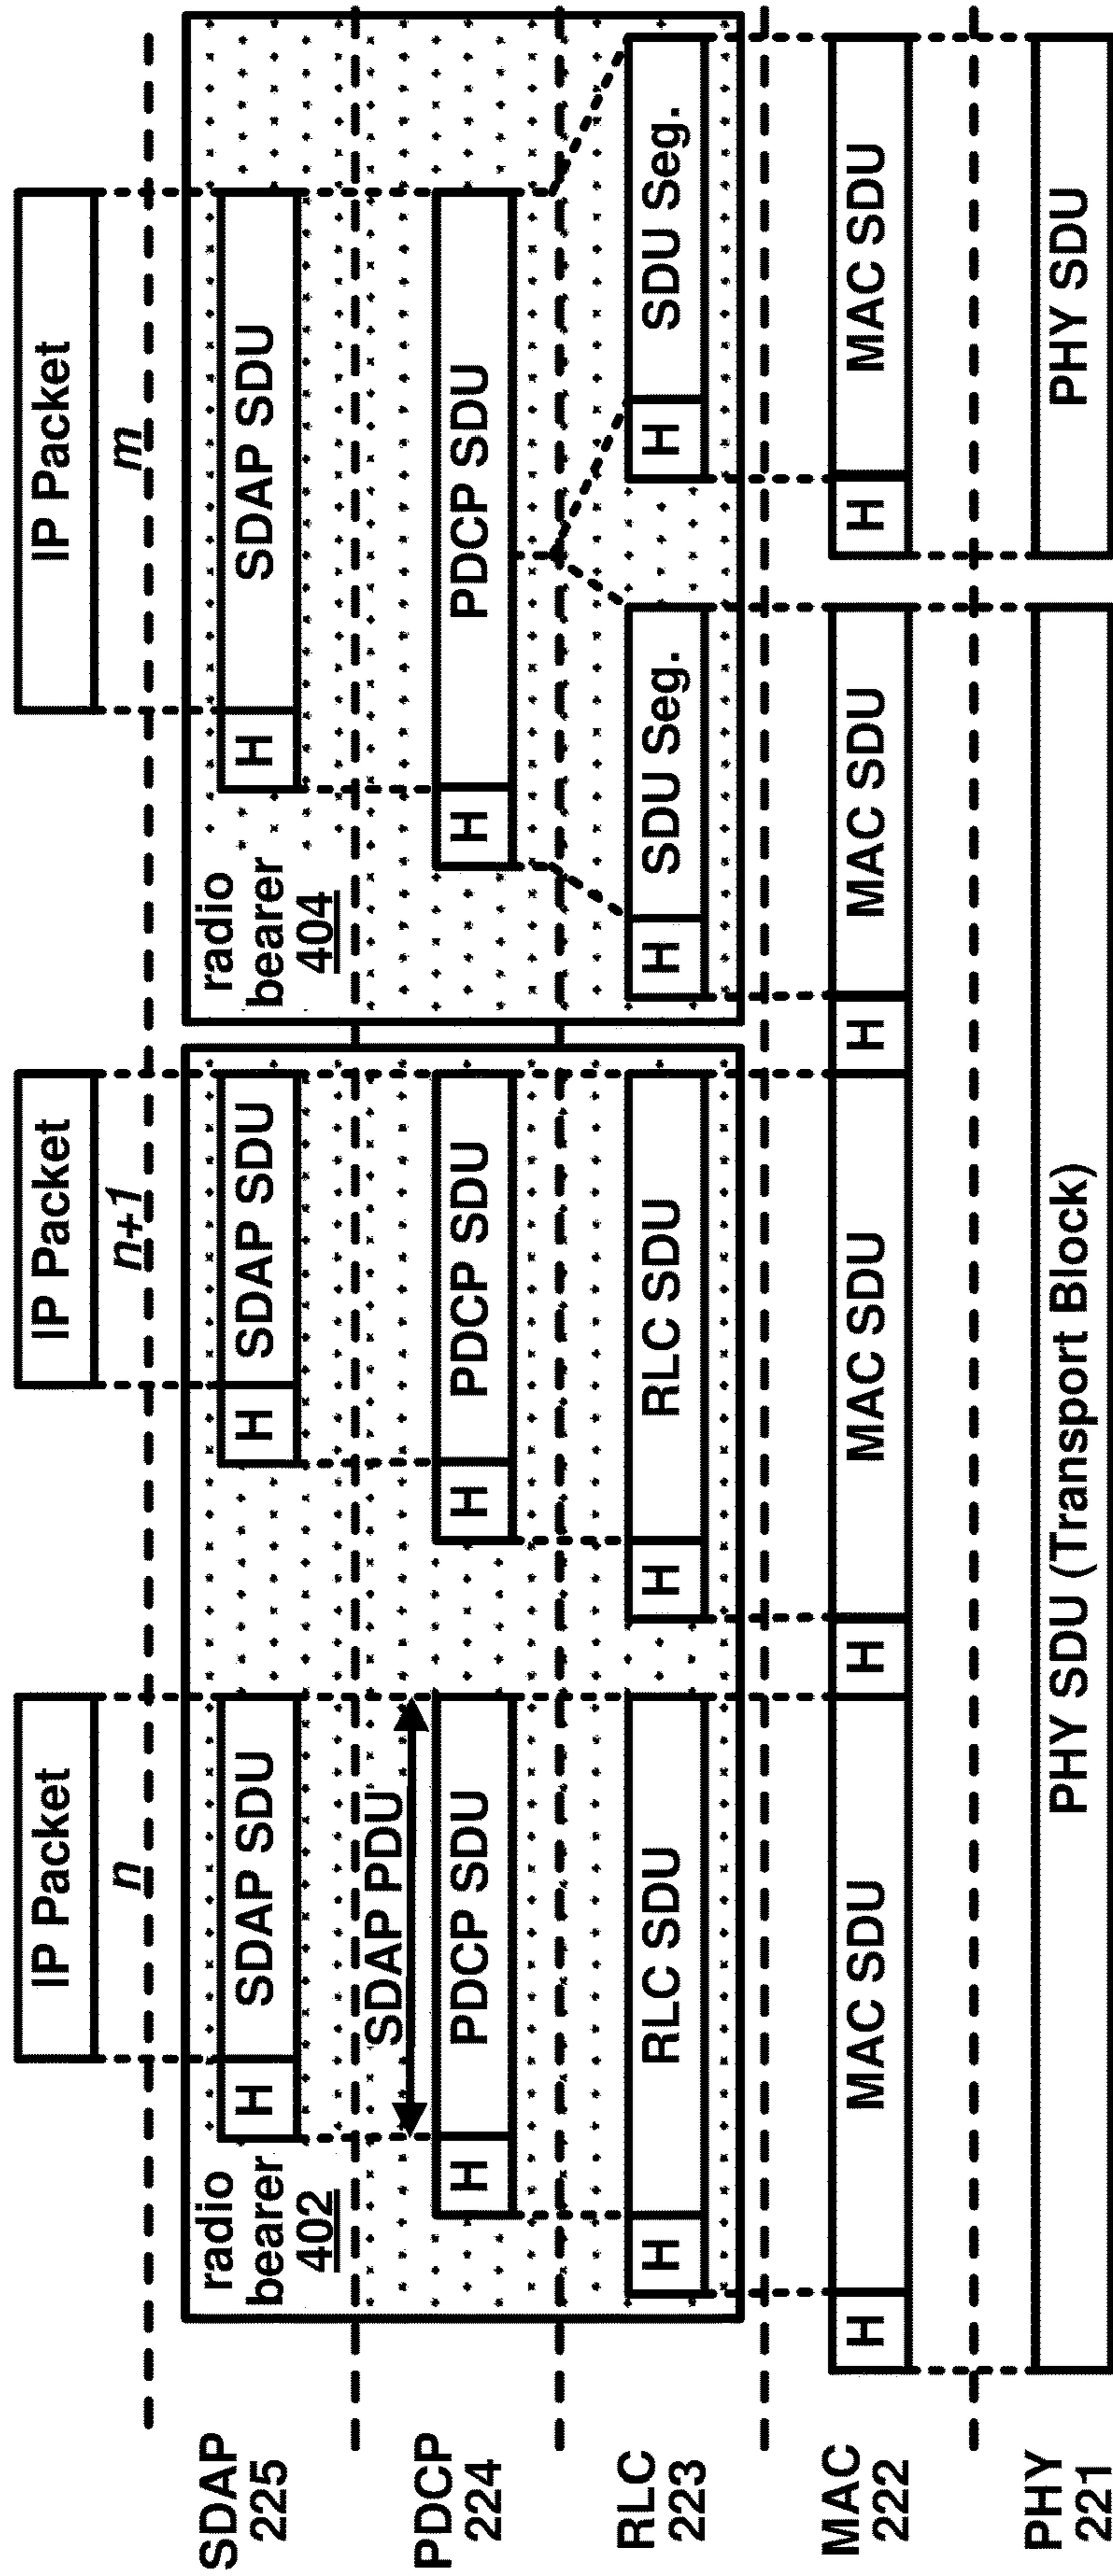 IP Packet
IP Packet
IP Packet
n
n+1
m
SDAP
225
radio
bearer
402
H
SDAP SDU
H
SDAP SDU
radio
bearer
404
H
SDAP SDU
SDAP PDU
PDCP
224
H
PDCP SDU
H
PDCP SDU
H
PDCP SDU
RLC
223
H
RLC SDU
H
RLC SDU
H
SDU Seg.
H
SDU Seg.
MAC
222
H
MAC SDU
H
MAC SDU
H
MAC SDU
H
MAC SDU
PHY
221
PHY SDU (Transport Block)
PHY SDU